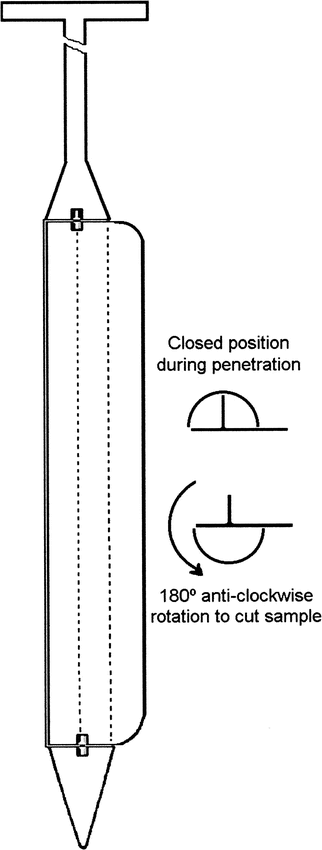 Closed position
during penetration
180º anti-clockwise
rotation to cut sample